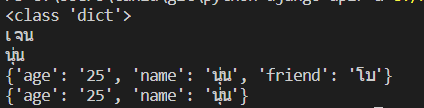 <class 'dict'>
เจน
นุ่น
{'age': '25', 'name': 'นุ่น', 'friend': 'โบ'}
{'age': '25', 'name': 'นุ่น'}